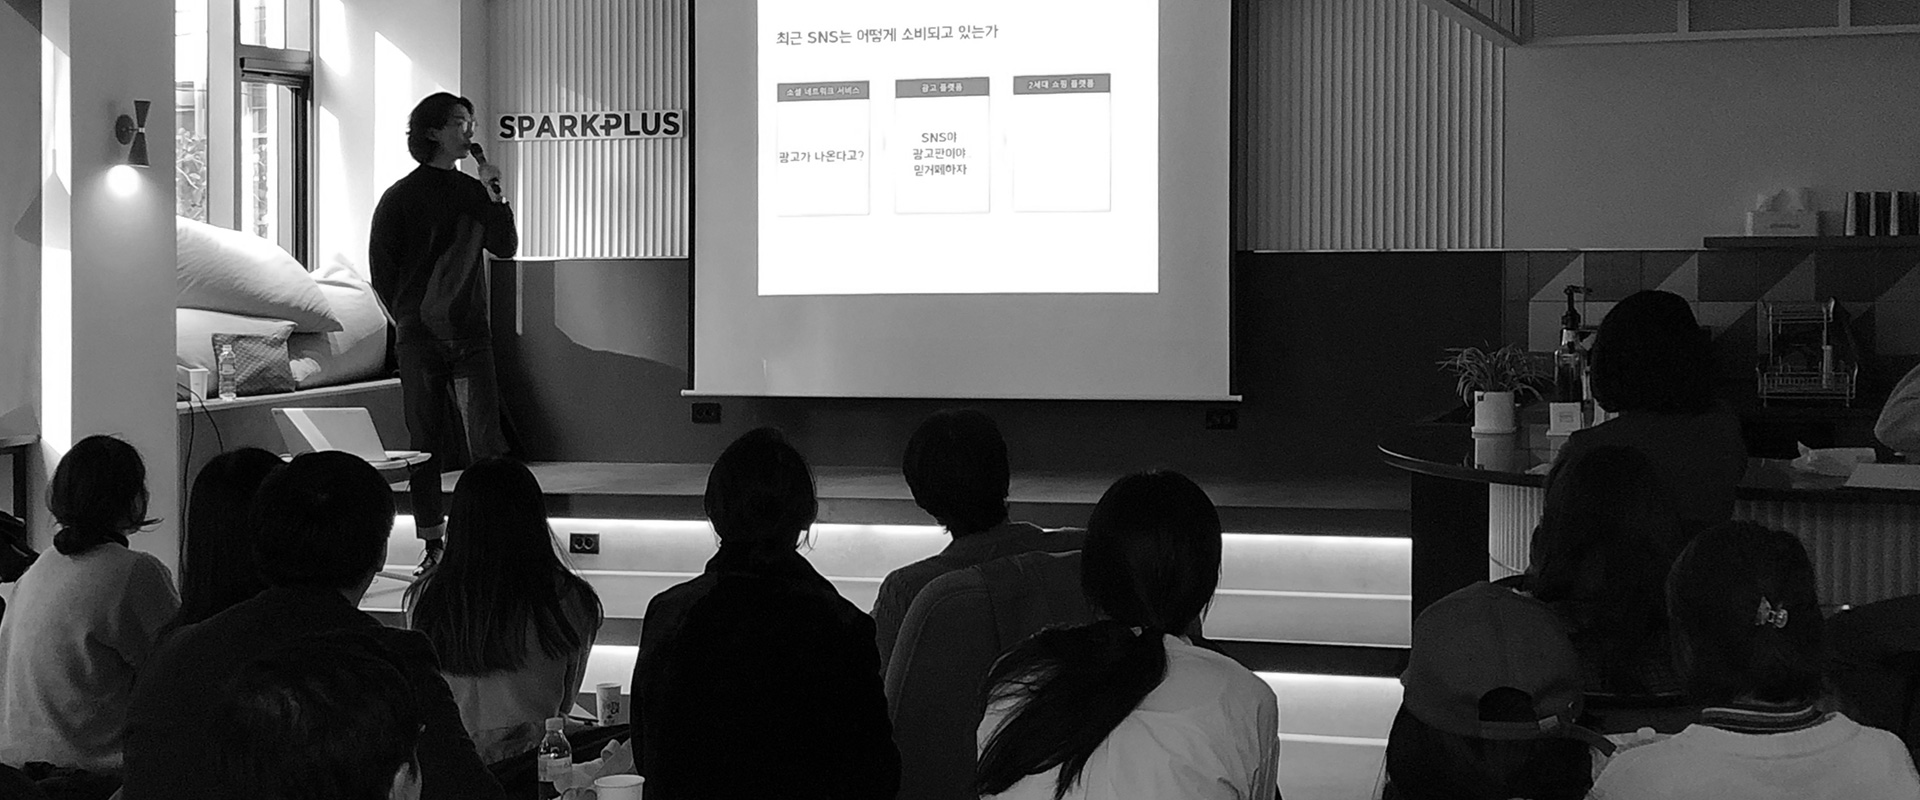 최근 SNS는 어떻게 소비되고 있는가
소셜 네트워크 서비스
광고가 나온다고?
광고 플랫폼
SNS야
광고판이야
믿거페하자
2세대 쇼핑 플랫폼
SPARKPLUS